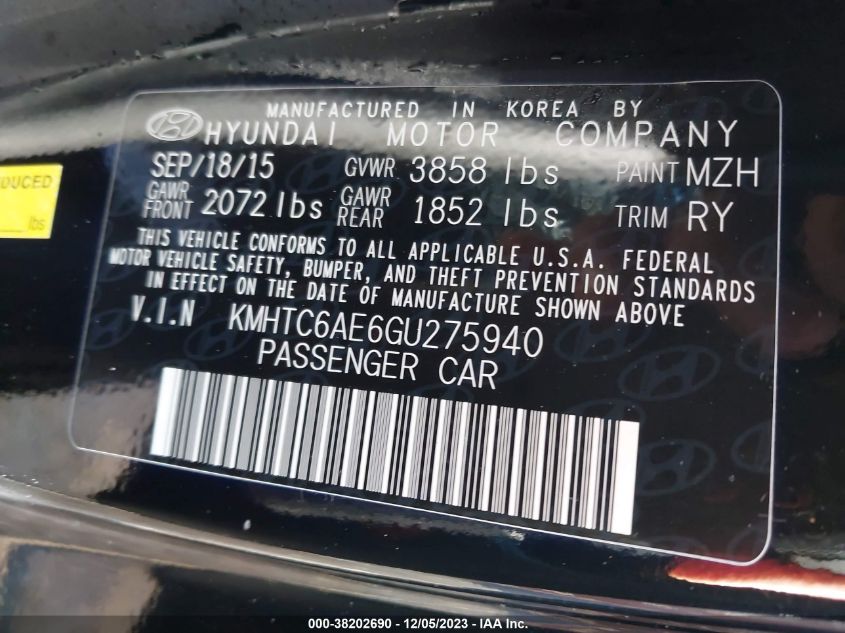 MANUFACTURED IN KOREA BY
HYUNDAI MOTOR COMPANY
SEP/18/15 GVWR 3858 lbs PAINT MZH
GAWR FRONT 2072 lbs GAWR REAR 1852 lbs TRIM RY
THIS VEHICLE CONFORMS TO ALL APPLICABLE U.S.A. FEDERAL
MOTOR VEHICLE SAFETY, BUMPER, AND THEFT PREVENTION STANDARDS
IN EFFECT ON THE DATE OF MANUFACTURE SHOWN ABOVE
V.I.N KMHTC6AE6GU275940
PASSENGER CAR
DUCED
lbs
000-38202690 - 12/05/2023 - IAA Inc.